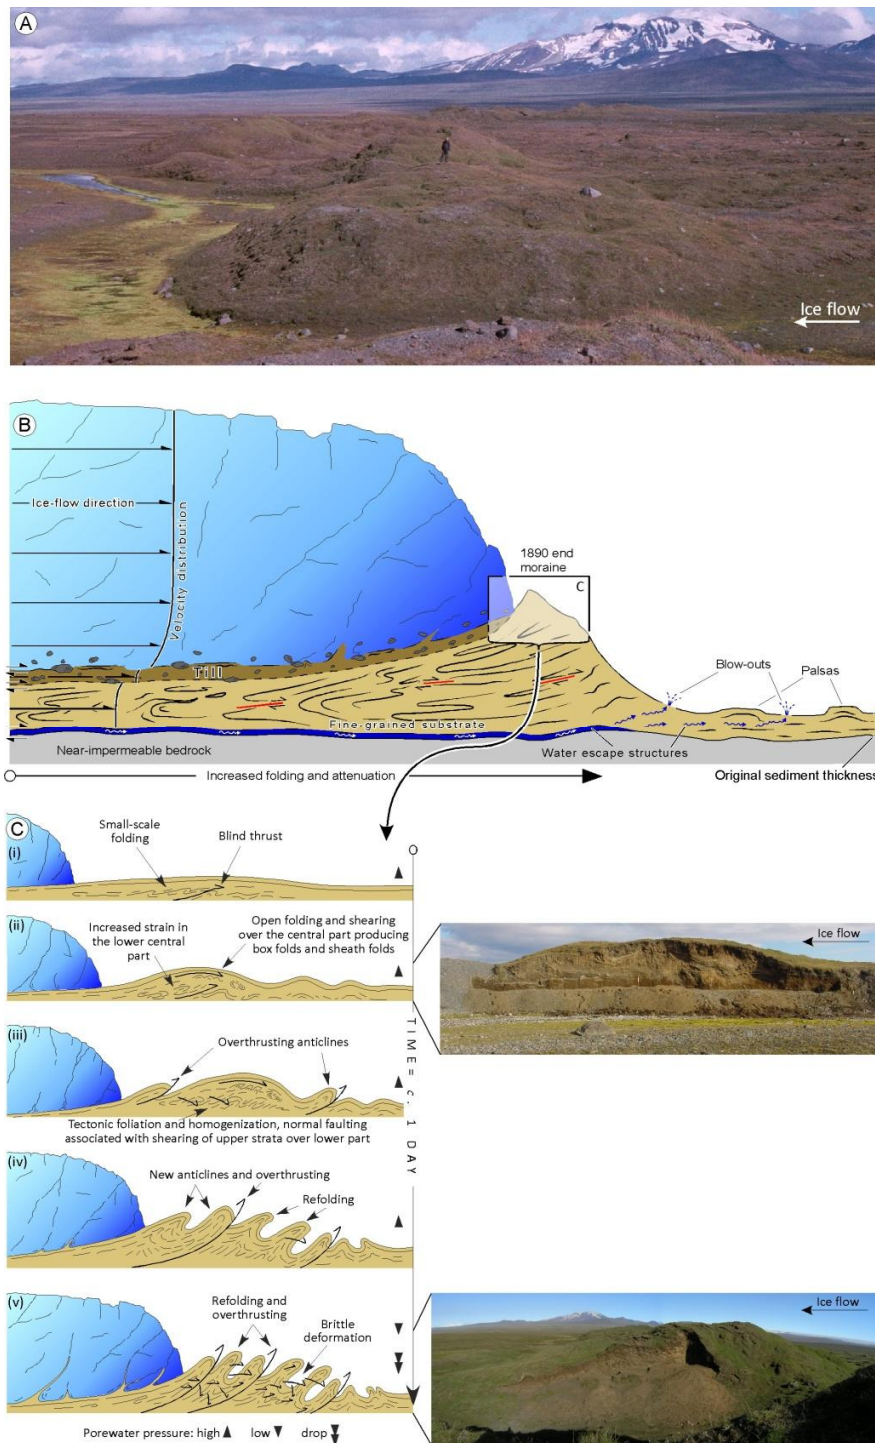 A
Ice flow
B
Ice-flow direction
Velocity distribution
1890 end
moraine
C
Till
Blow-outs
Palsas
Fine-grained substrate
Near-impermeable bedrock
Water escape structures
Increased folding and attenuation
Original sediment thickness
C
(i)
Small-scale
folding
Blind thrust
(ii)
Increased strain in
the lower central
part
Open folding and shearing
over the central part producing
box folds and sheath folds
Ice flow
(iii)
Overthrusting anticlines
Tectonic foliation and homogenization, normal faulting
associated with shearing of upper strata over lower part
TIME= c. 1 DAY
(iv)
New anticlines and overthrusting
Refolding
(v)
Refolding and
overthrusting
Brittle
deformation
Ice flow
Porewater pressure: high low drop